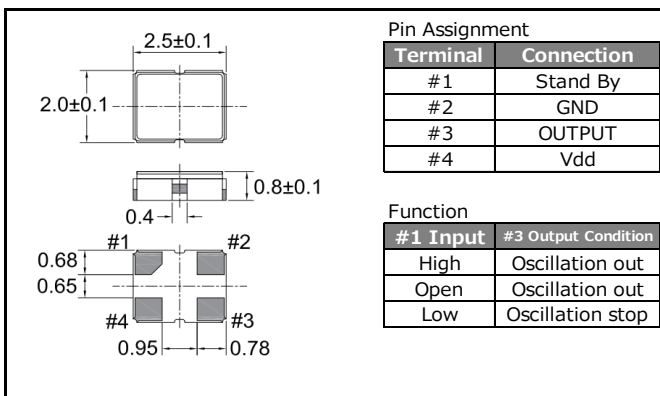 2.5±0.1
2.0±0.1
0.8±0.1
0.4
#1 #2
0.68
0.65
#4 #3
0.95 0.78
Pin Assignment
Terminal Connection
#1 Stand By
#2 GND
#3 OUTPUT
#4 Vdd
Function
#1 Input #3 Output Condition
High Oscillation out
Open Oscillation out
Low Oscillation stop